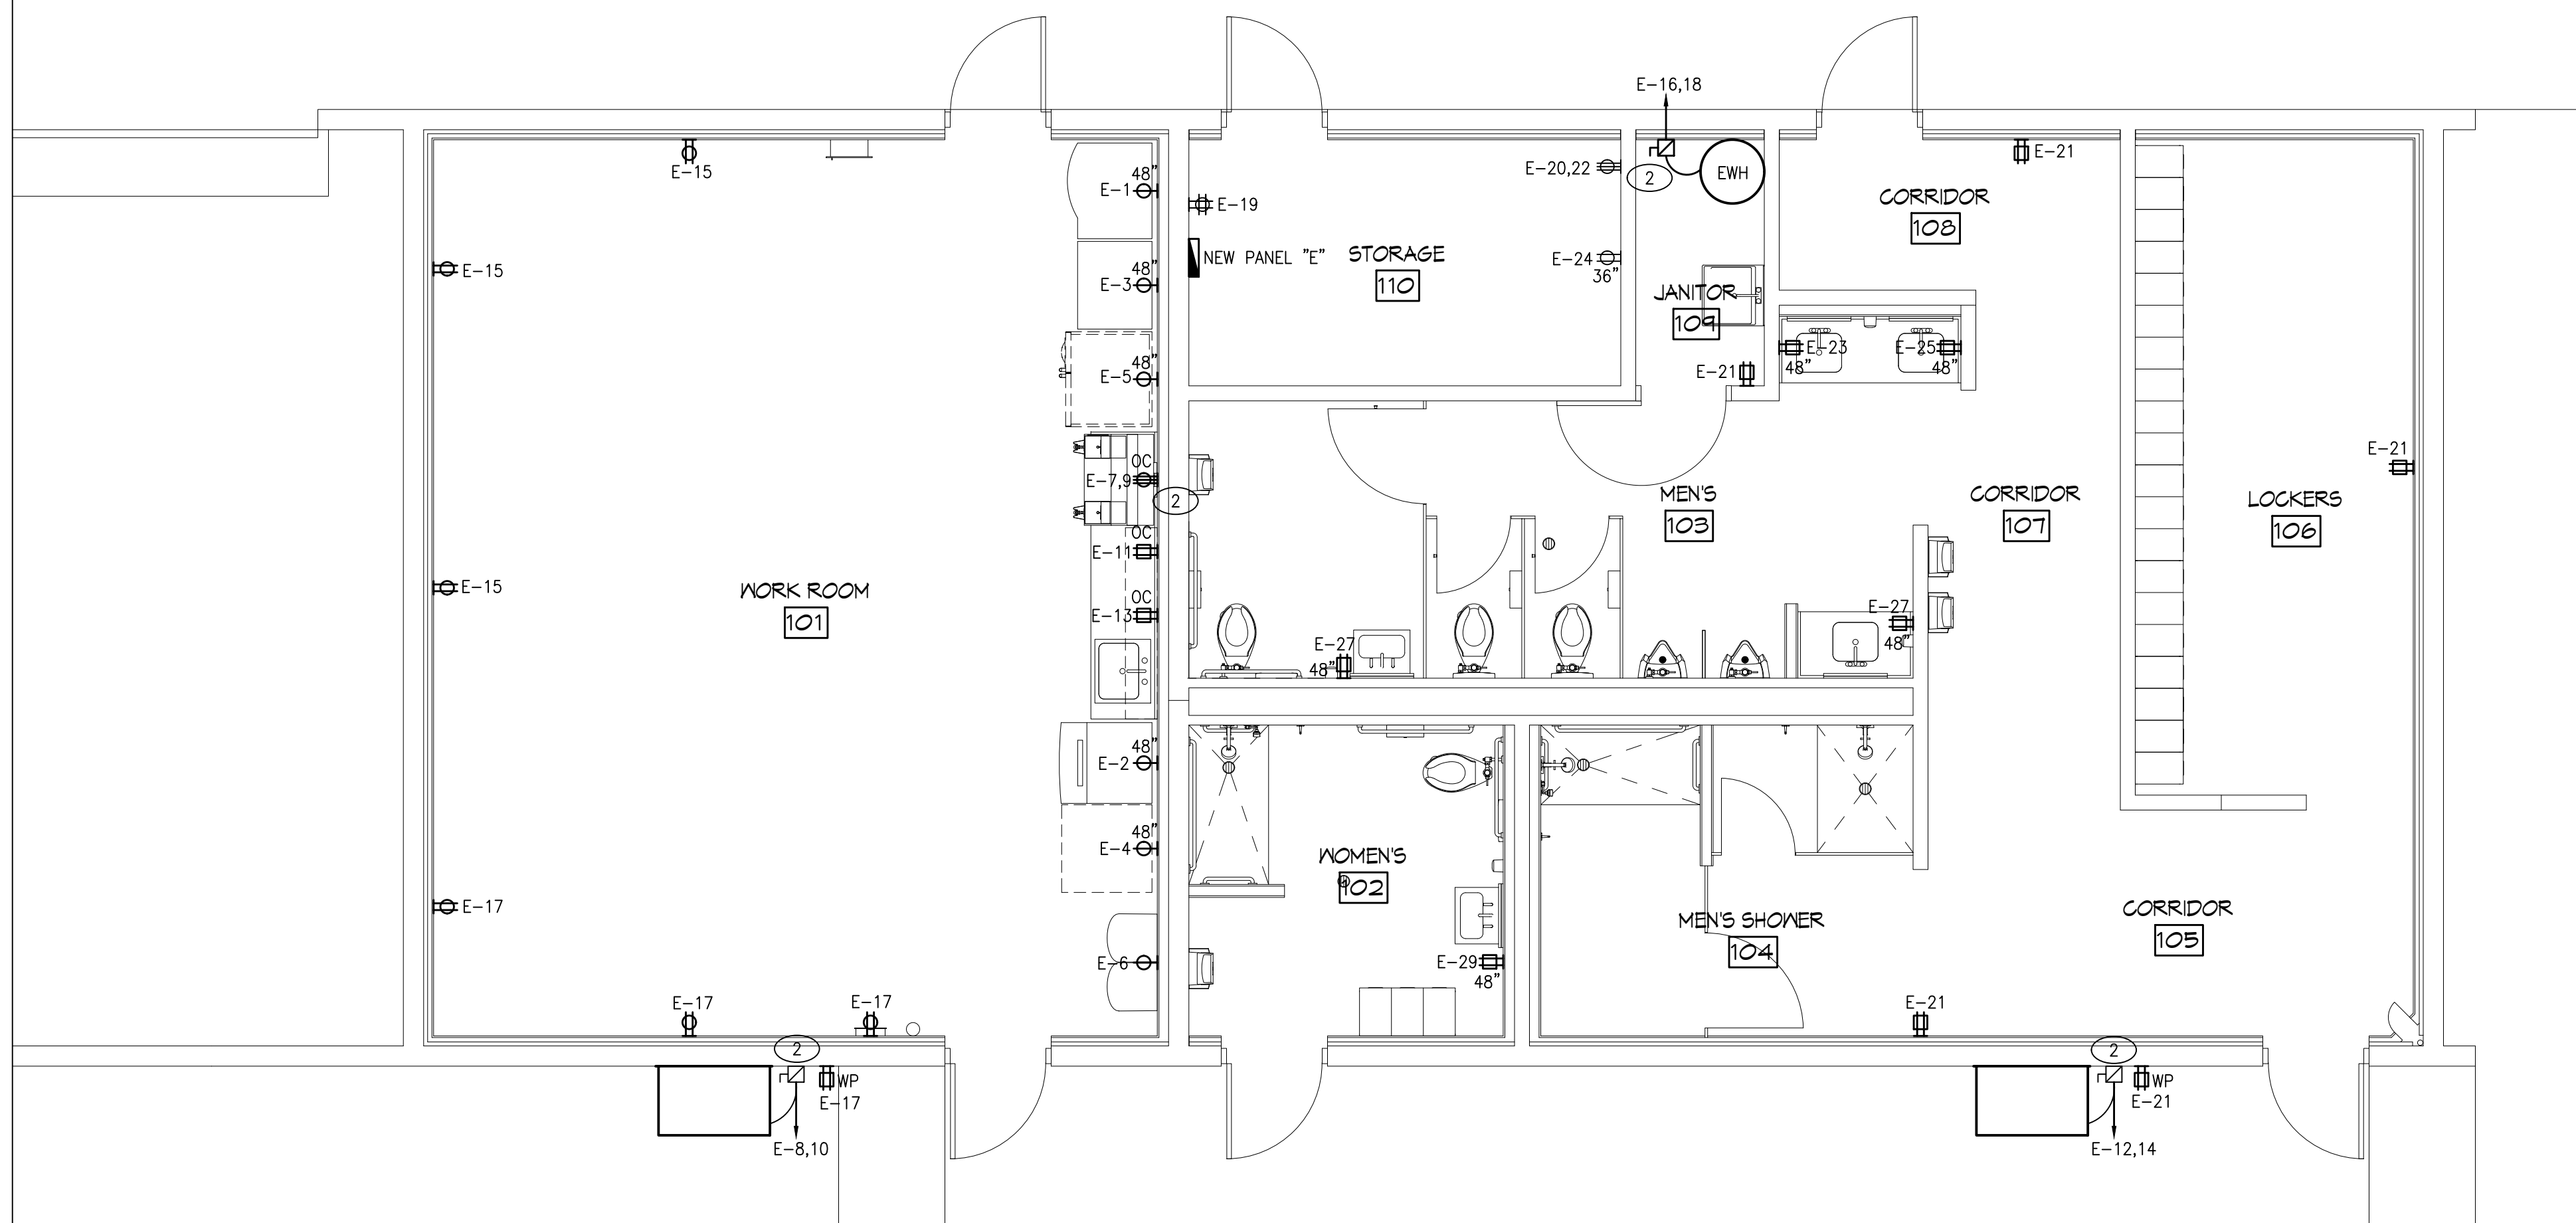 E-16,18
E-15
48"
E-1
E-20,22
2
EWH
E-21
CORRIDOR
108
E-19
E-15
48"
E-3
NEW PANEL "E"
STORAGE
110
E-24
36"
JANITOR
109
48"
E-5
E-21
E-23
48"
E-25
48"
E-21
OC
E-7,9
2
MEN'S
103
CORRIDOR
107
LOCKERS
106
OC
E-11
E-15
WORK ROOM
101
OC
E-13
E-27
48"
E-27
48"
48"
E-2
48"
E-4
WOMEN'S
102
E-17
MEN'S SHOWER
104
CORRIDOR
105
E-6
E-29
48"
E-17
E-17
E-21
2
WP
E-17
E-8,10
2
WP
E-21
E-12,14